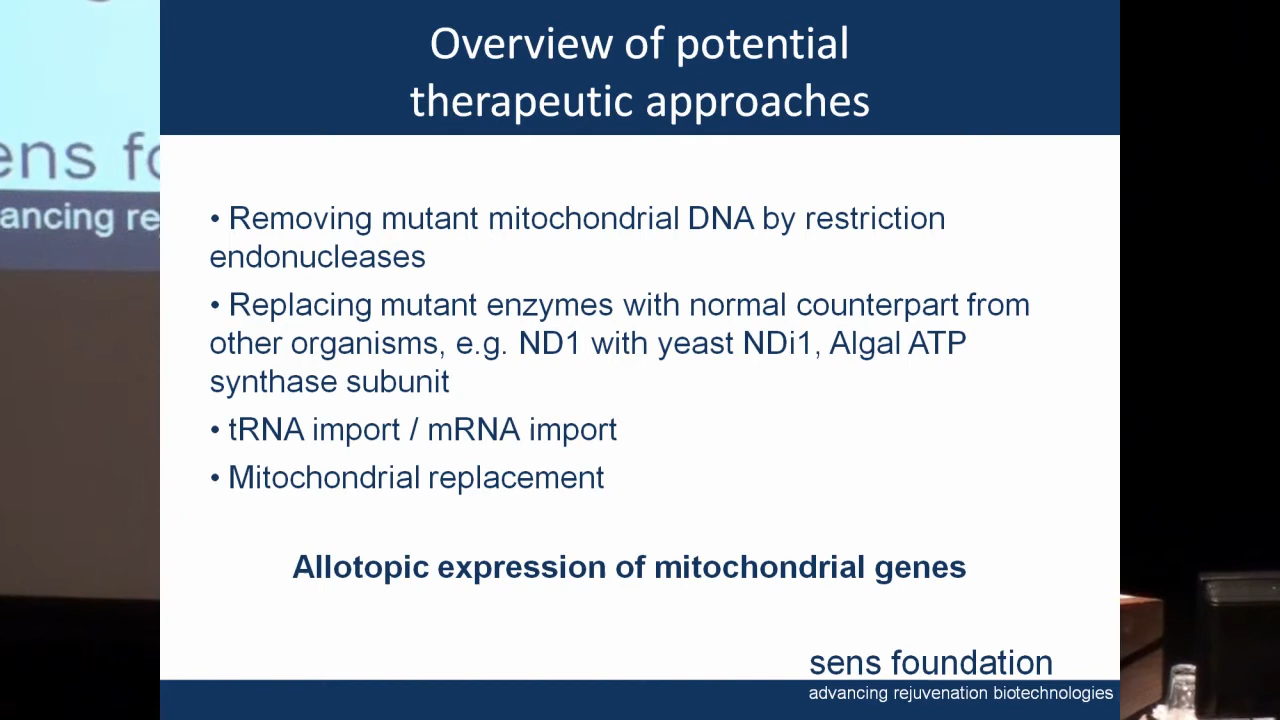 Overview of potential
therapeutic approaches
ens fo
ancing re
• Removing mutant mitochondrial DNA by restriction
endonucleases
• Replacing mutant enzymes with normal counterpart from
other organisms, e.g. ND1 with yeast NDi1, Algal ATP
synthase subunit
• tRNA import / mRNA import
• Mitochondrial replacement
Allotopic expression of mitochondrial genes
sens foundation
advancing rejuvenation biotechnologies